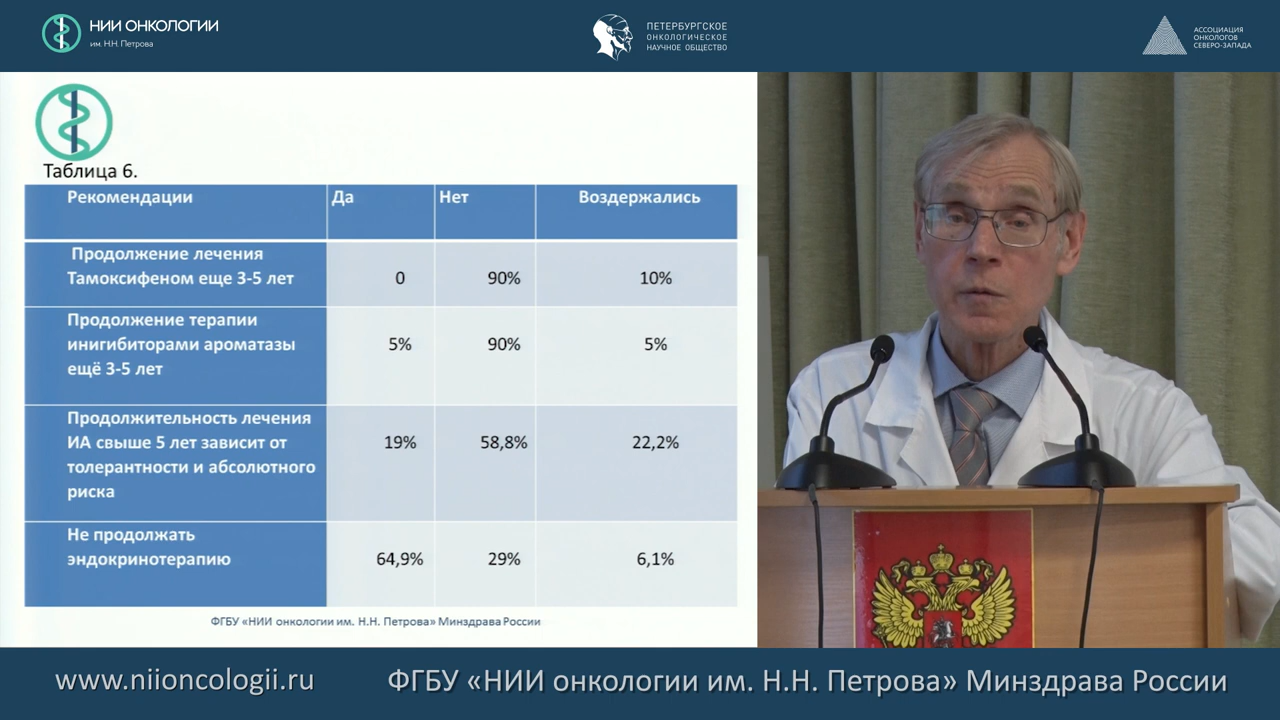 НИИ ОНКОЛОГИИ
им. Н.Н. Петрова
ПЕТЕРБУРГСКОЕ
ОНКОЛОГИЧЕСКОЕ
НАУЧНОЕ ОБЩЕСТВО
АССОЦИАЦИЯ
ОНКОЛОГОВ
СЕВЕРО-ЗАПАДА
Таблица 6.
Рекомендации Да Нет Воздержались
Продолжение лечения
Тамоксифеном еще 3-5 лет 0 90% 10%
Продолжение терапии
инигибиторами ароматазы 5% 90% 5%
ещё 3-5 лет
Продолжительность лечения
ИА свыше 5 лет зависит от 19% 58,8% 22,2%
толерантности и абсолютного
риска
Не продолжать
эндокринотерапию 64,9% 29% 6,1%
ФГБУ «НИИ онкологии им. Н.Н. Петрова» Минздрава России
www.niioncologii.ru ФГБУ «НИИ онкологии им. Н.Н. Петрова» Минздрава России